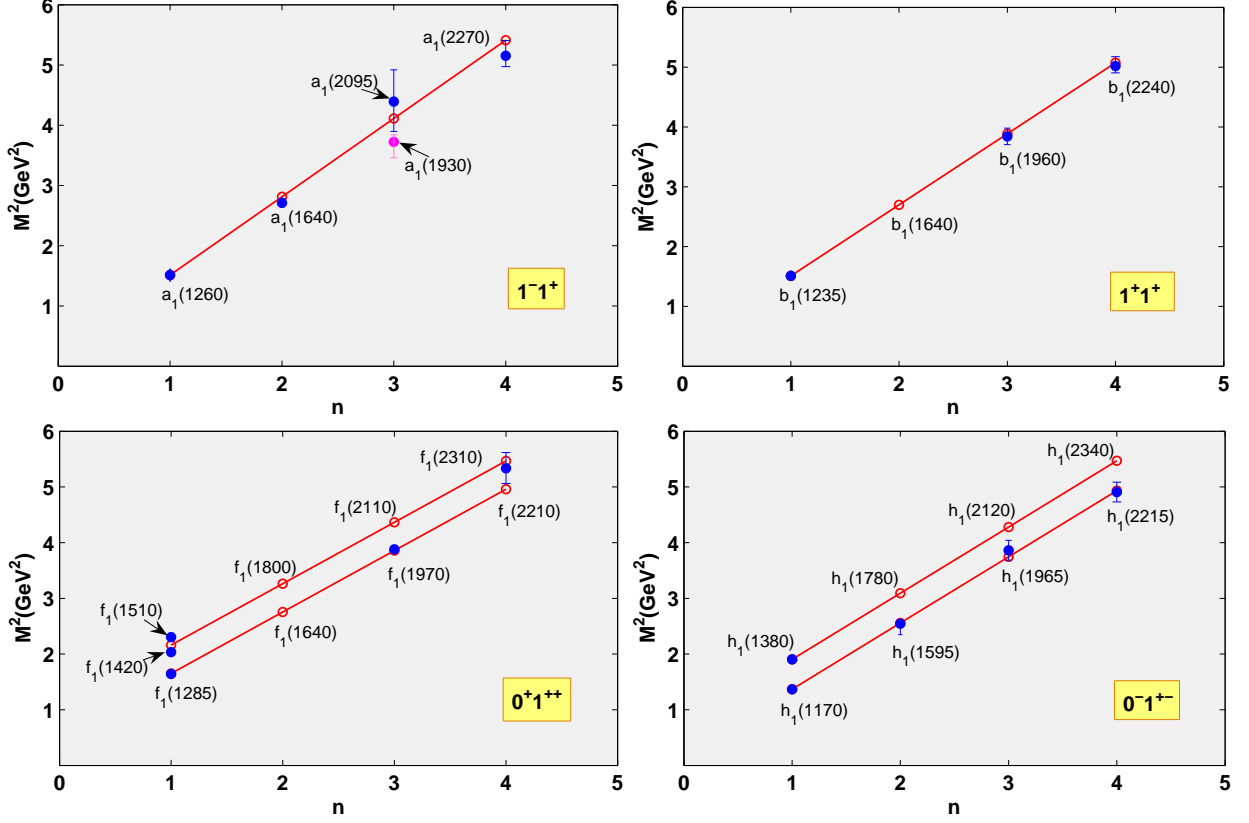 6
5
4
3
2
1
M²(GeV²)
a₁(2270)
a₁(2095)
a₁(1930)
a₁(1640)
a₁(1260)
1⁻1⁺
0 1 2 3 4 5
n
6
5
4
3
2
1
M²(GeV²)
b₁(2240)
b₁(1960)
b₁(1640)
b₁(1235)
1⁺1⁺
0 1 2 3 4 5
n
6
5
4
3
2
1
M²(GeV²)
f₁(2310)
f₁(2210)
f₁(2110)
f₁(1970)
f₁(1800)
f₁(1640)
f₁(1510)
f₁(1420)
f₁(1285)
0⁺1⁺⁺
0 1 2 3 4 5
n
6
5
4
3
2
1
M²(GeV²)
h₁(2340)
h₁(2215)
h₁(2120)
h₁(1965)
h₁(1780)
h₁(1595)
h₁(1380)
h₁(1170)
0⁻1⁺⁻
0 1 2 3 4 5
n